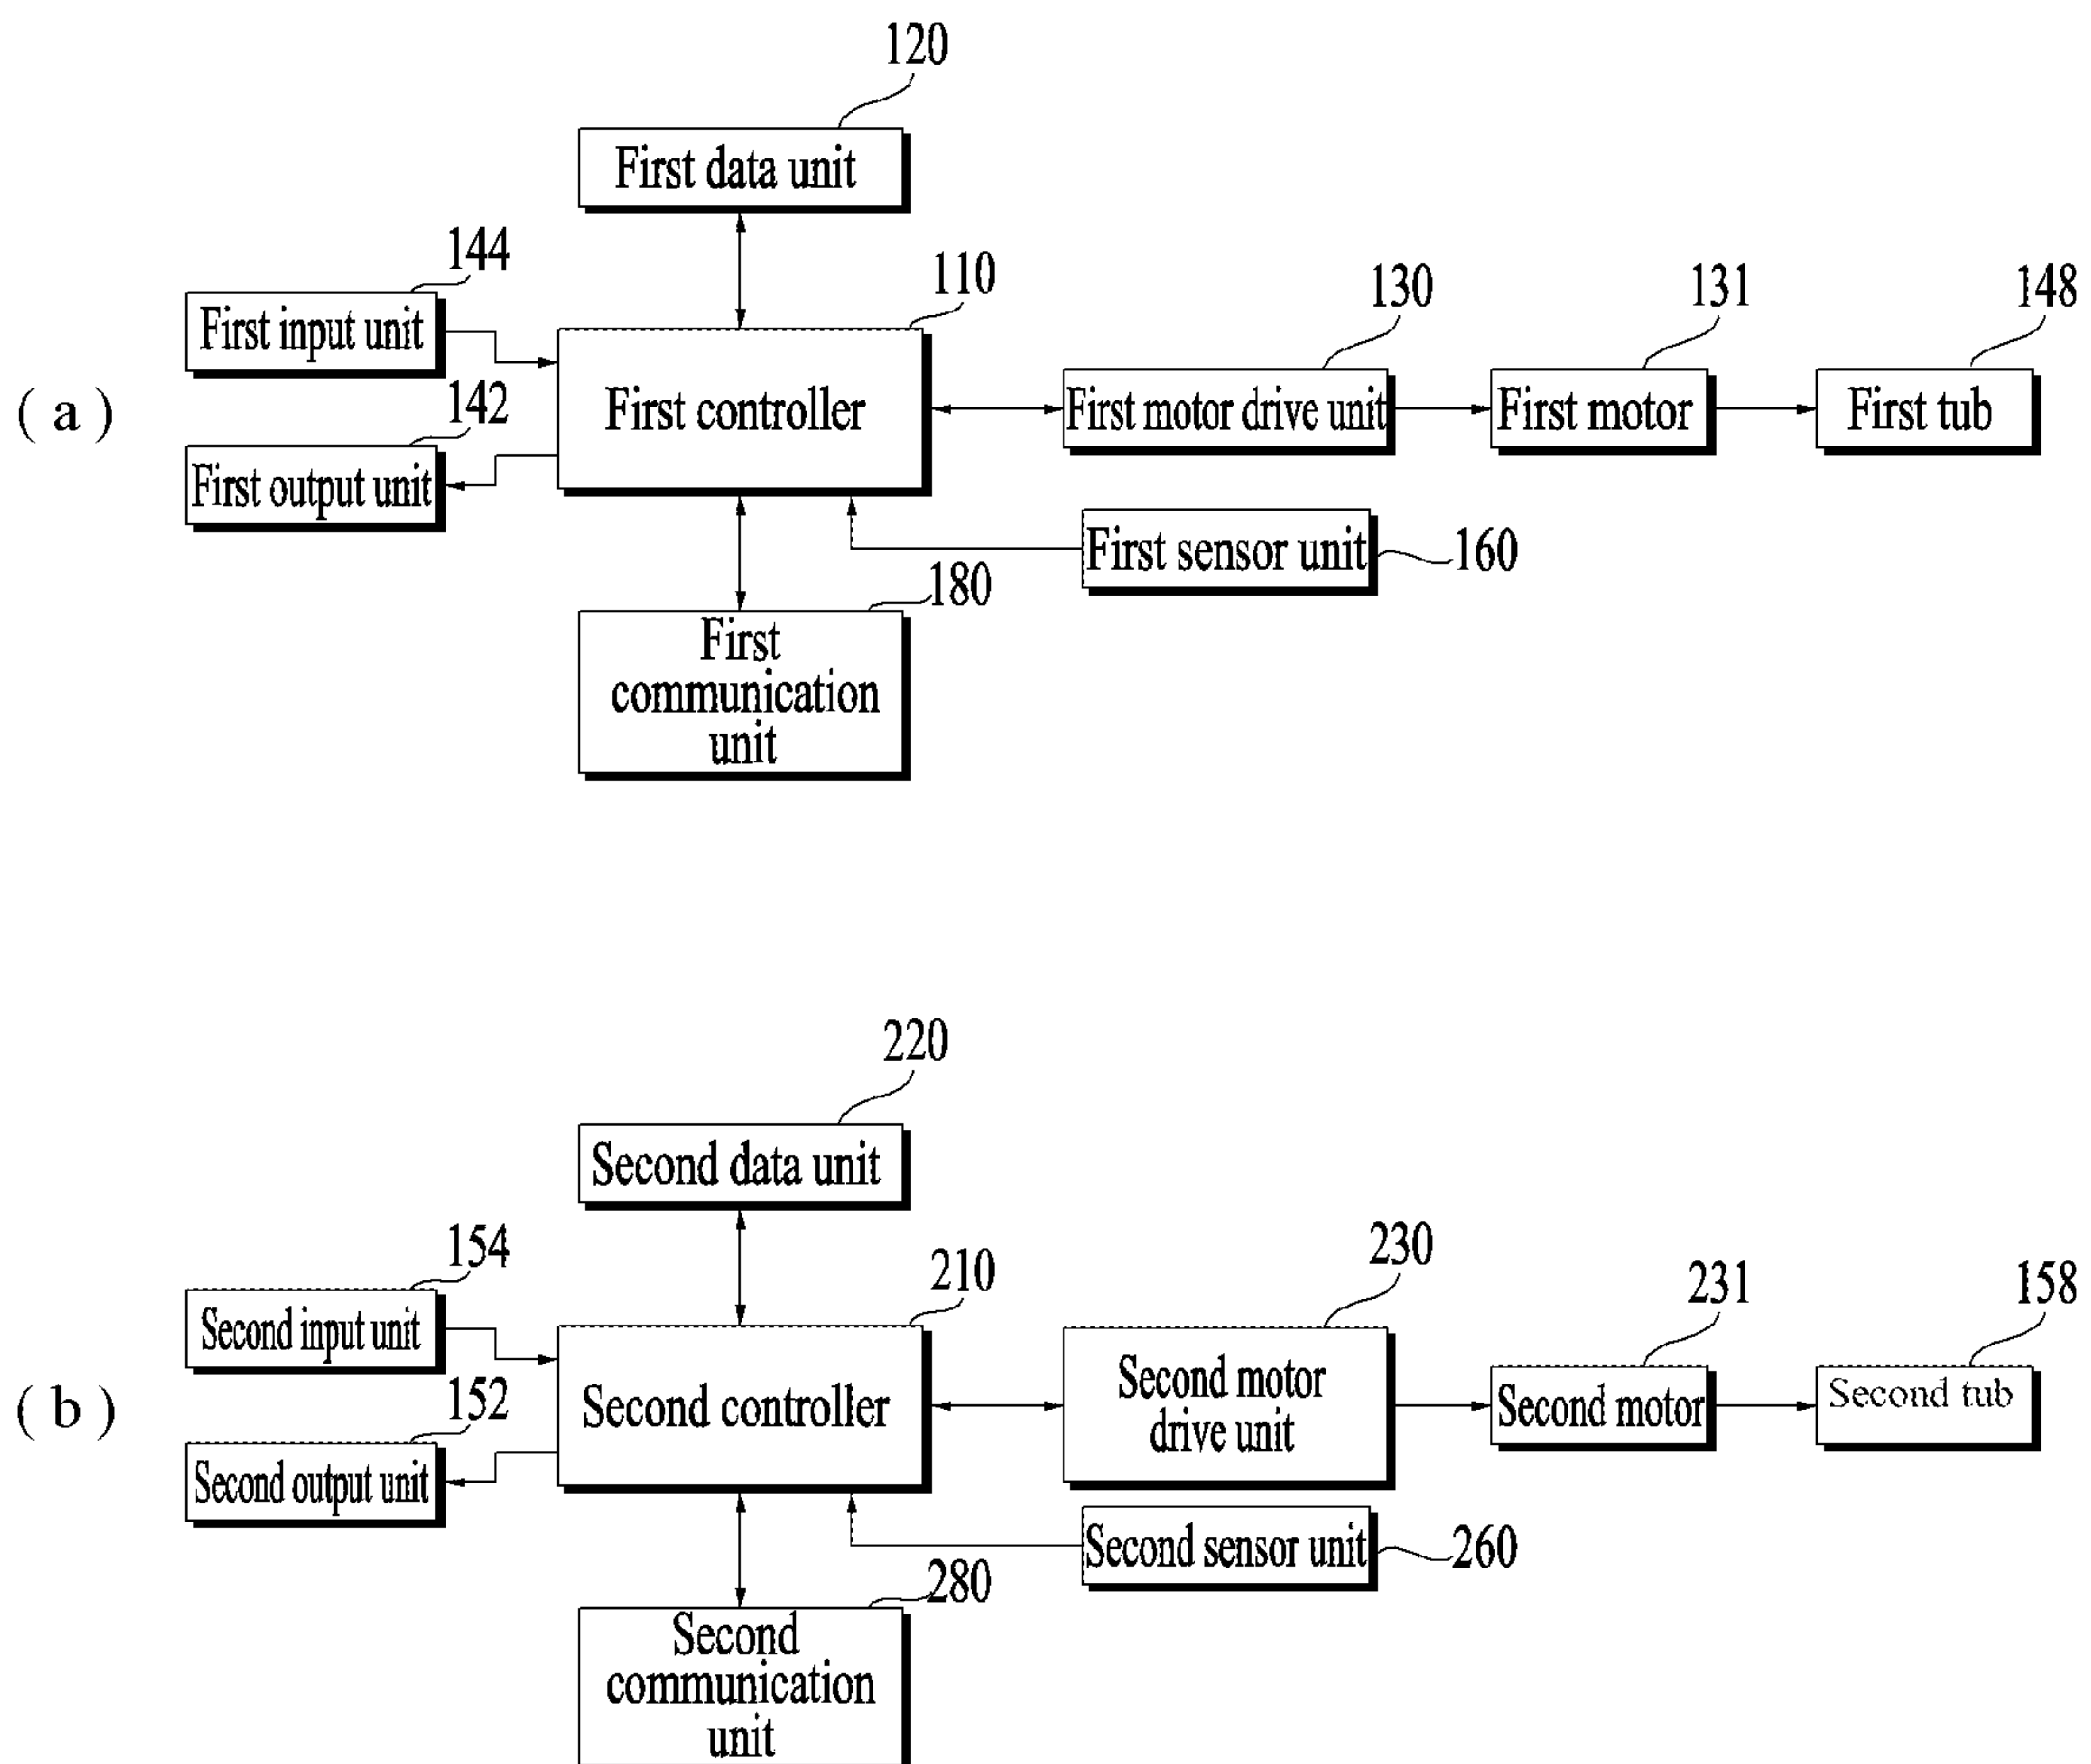 120
First data unit
144
First input unit
110
130
131
148
( a )
142
First controller
First motor drive unit
First motor
First tub
First output unit
First sensor unit
160
180
First
communication
unit
220
Second data unit
154
Second input unit
210
230
231
158
( b )
152
Second controller
Second motor
drive unit
Second motor
Second tub
Second output unit
Second sensor unit
260
280
Second
communication
unit